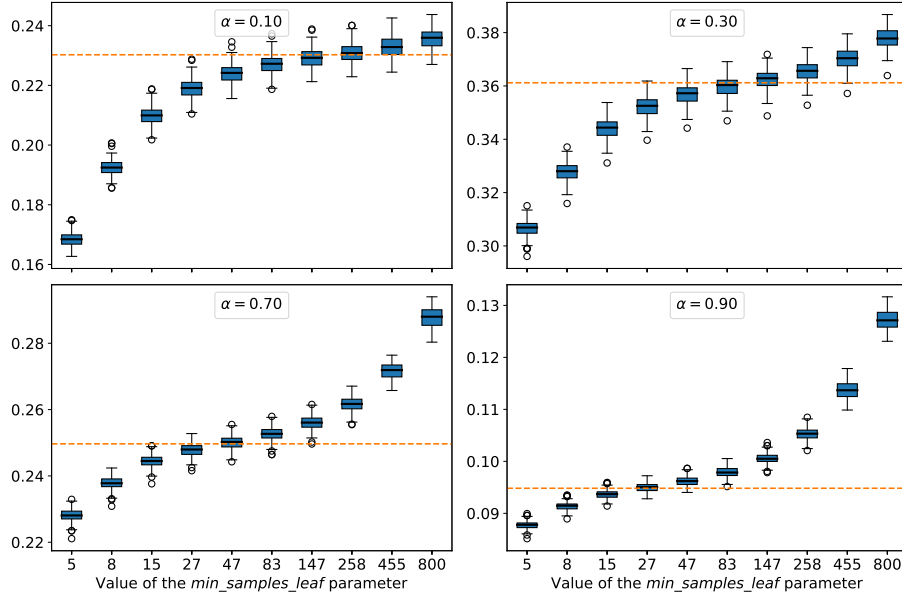 α = 0.10
0.24
0.22
0.20
0.18
0.16
α = 0.30
0.38
0.36
0.34
0.32
0.30
α = 0.70
0.28
0.26
0.24
0.22
5 8 15 27 47 83 147 258 455 800
Value of the min_samples_leaf parameter
α = 0.90
0.13
0.12
0.11
0.10
0.09
5 8 15 27 47 83 147 258 455 800
Value of the min_samples_leaf parameter